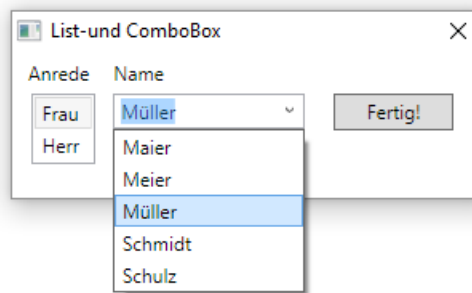 List-und ComboBox
Anrede Name
Frau Müller Fertig!
Herr
Maier
Meier
Müller
Schmidt
Schulz